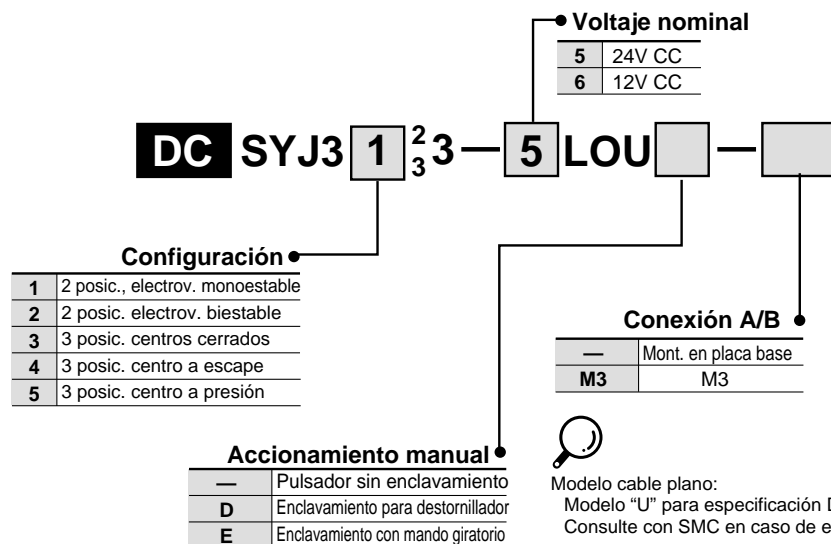 Voltaje nominal
5 24V CC
6 12V CC
DC SYJ3 1 2 3 3 — 5 LOU —
Configuración
1 2 posic., electrov. monoestable
2 2 posic. electrov. biestable
3 3 posic. centros cerrados
4 3 posic. centro a escape
5 3 posic. centro a presión
Conexión A/B
— Mont. en placa base
M3 M3
Accionamiento manual
— Pulsador sin enclavamiento
D Enclavamiento para destornillador
E Enclavamiento con mando giratorio
Modelo cable plano:
Modelo “U” para especificación
Consulte con SMC en caso de